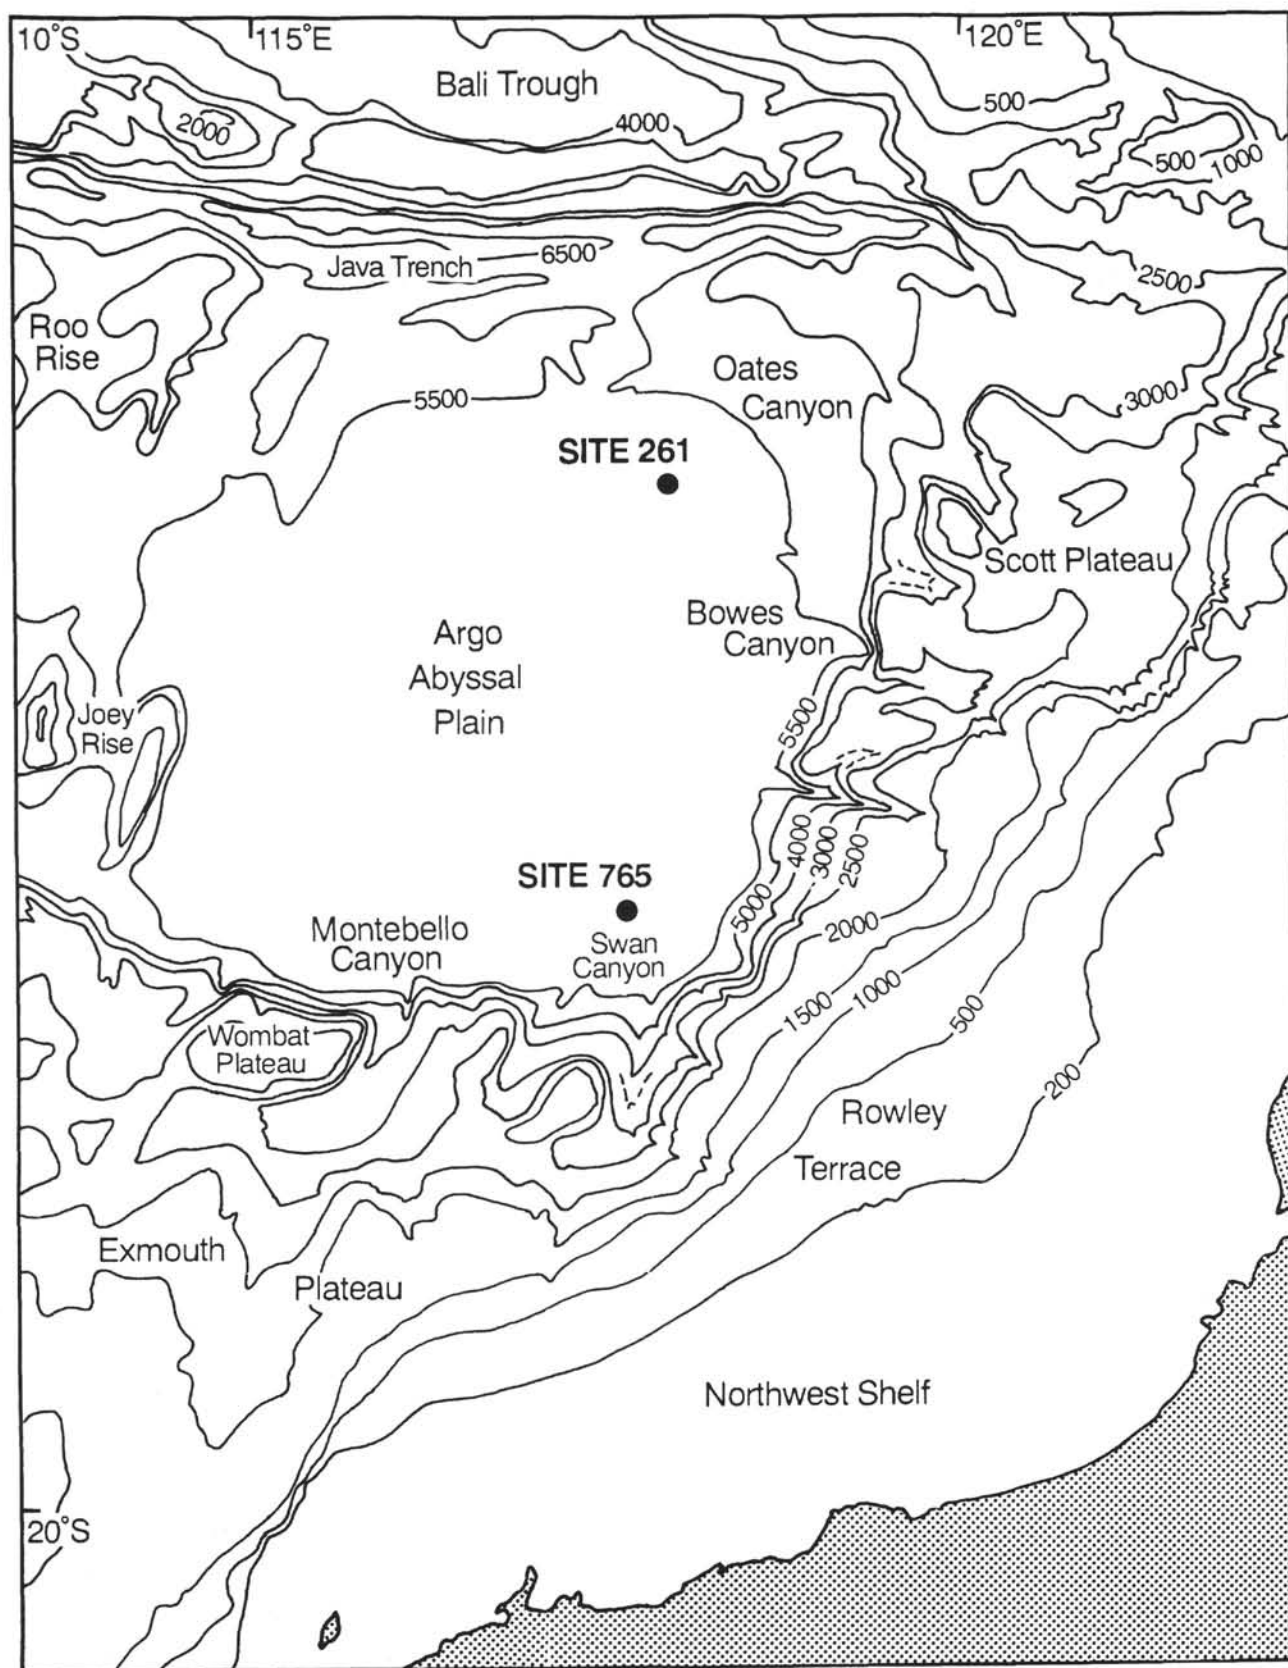 10°S
115°E
120°E
Bali Trough
500
2000
4000
500
1000
6500
Java Trench
2500
Roo
Rise
Oates
Canyon
5500
3000
SITE 261
Scott Plateau
Bowes
Canyon
Argo
Abyssal
Plain
5500
Joey
Rise
4000
3000
2500
SITE 765
5000
2000
Montebello
Canyon
Swan
Canyon
1500
1000
500
Wombat
Plateau
200
Rowley
Terrace
Exmouth
Plateau
Northwest Shelf
20°S